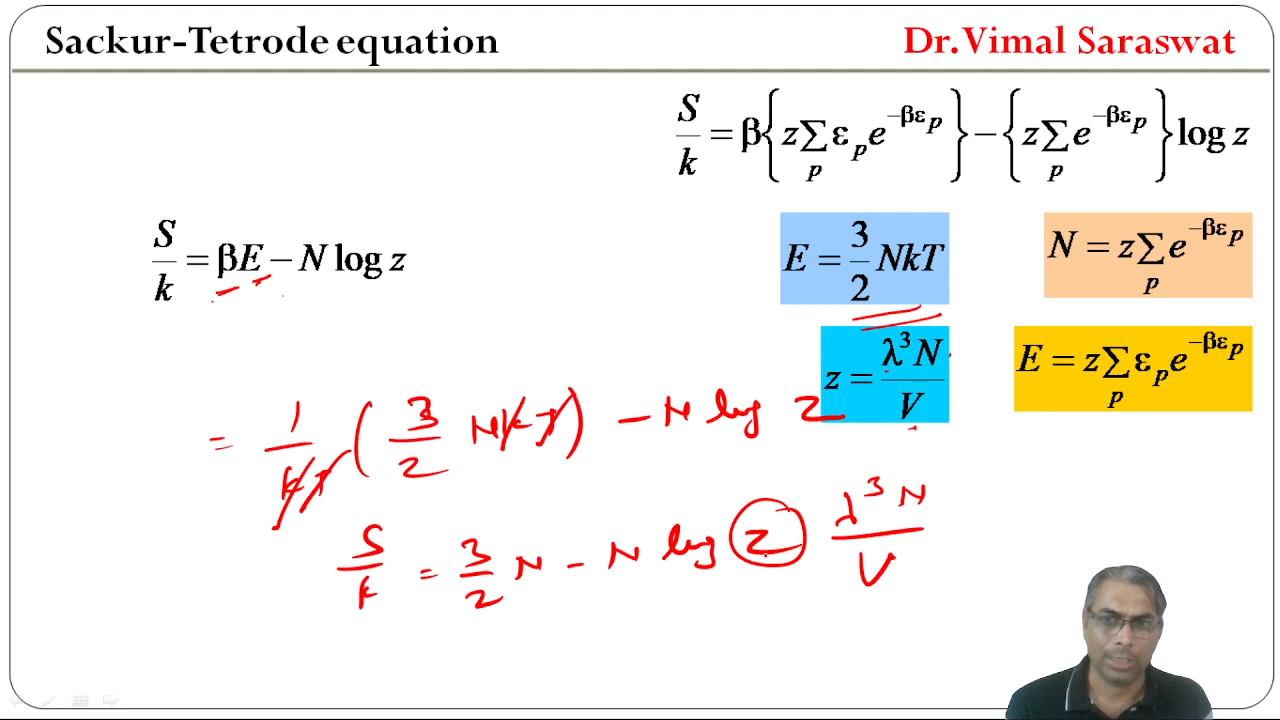 Sackur-Tetrode equation Dr. Vimal Saraswat
S/k = β{z∑_p ε_p e^{-βε_p}} − {z∑_p e^{-βε_p}} log z
S/k = βE − N log z
E = 3/2 NkT
N = z∑_p e^{-βε_p}
z = λ³N/V
E = z∑_p ε_p e^{-βε_p}
= 1/kT (3/2 NkT) − N log z
S/k = 3/2 N − N log z λ³N/V